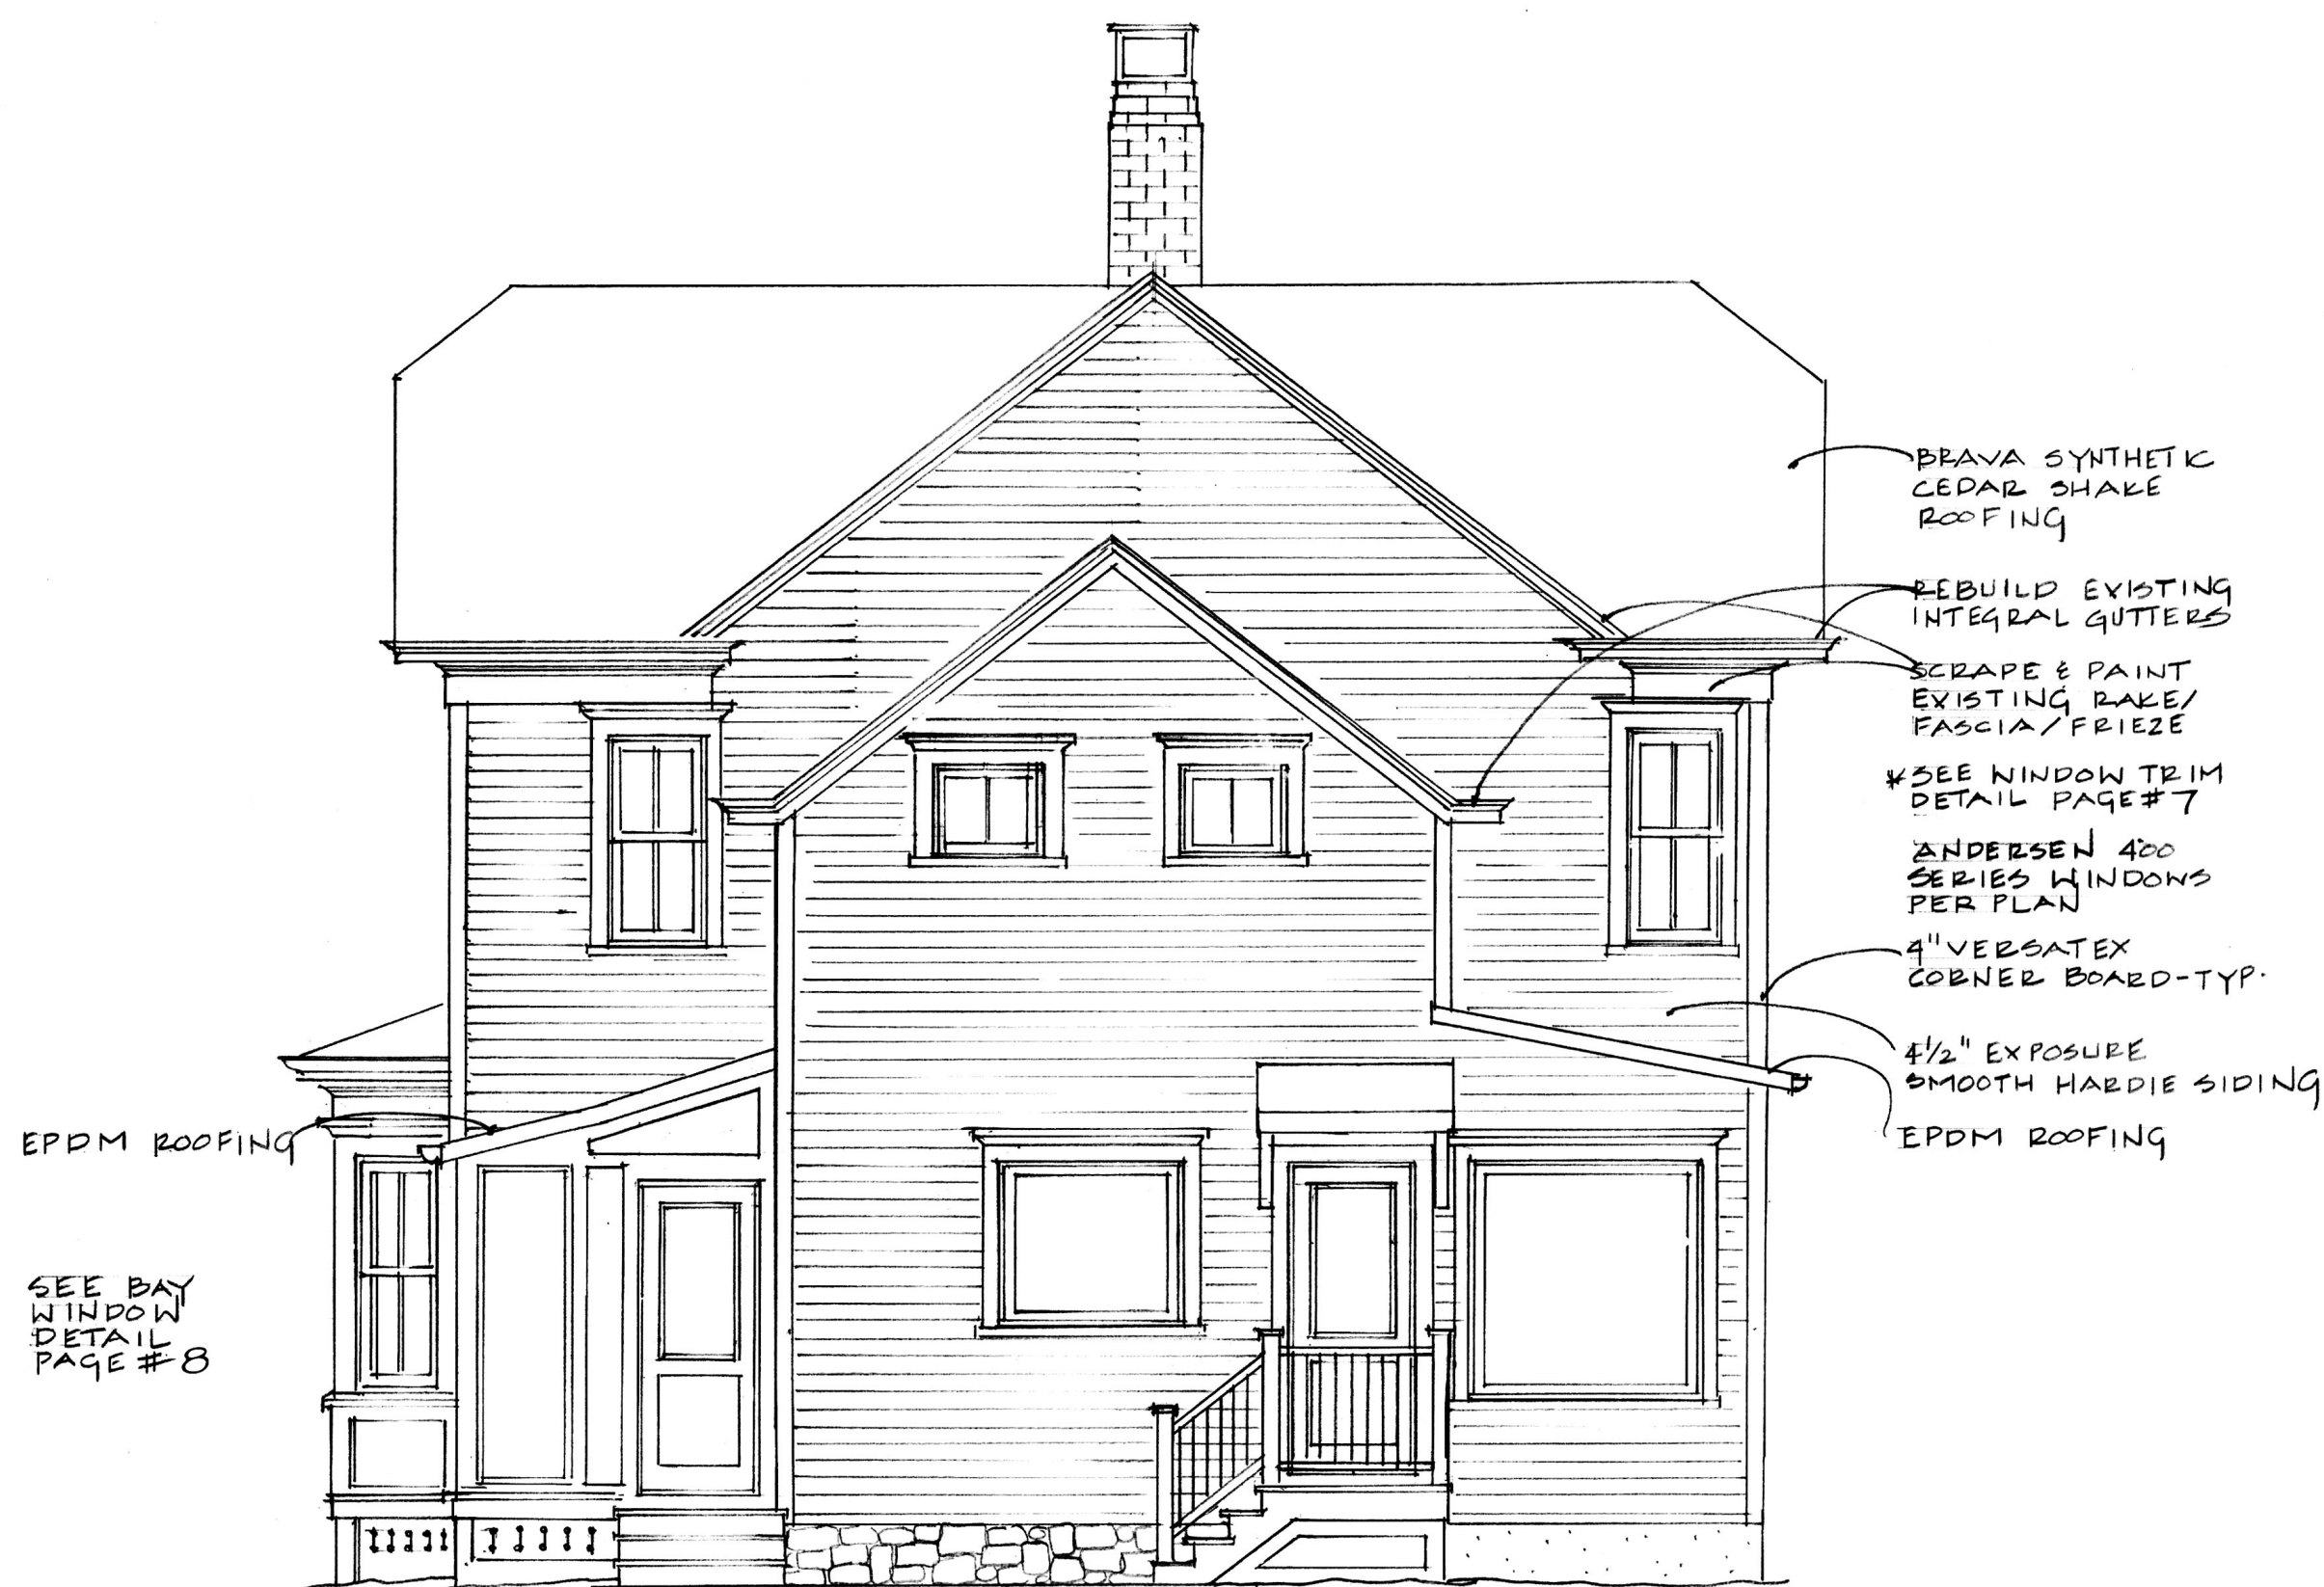 BRAVA SYNTHETIC
CEDAR SHAKE
ROOFING
REBUILD EXISTING
INTEGRAL GUTTERS
SCRAPE & PAINT
EXISTING RAKE/
FASCIA/FRIEZE
*SEE WINDOW TRIM
DETAIL PAGE #7
ANDERSEN 400
SERIES WINDOWS
PER PLAN
4" VERSATEX
CORNER BOARD-TYP.
4 1/2" EXPOSURE
SMOOTH HARDIE SIDING
EPDM ROOFING
EPDM ROOFING
SEE BAY
WINDOW
DETAIL
PAGE #8